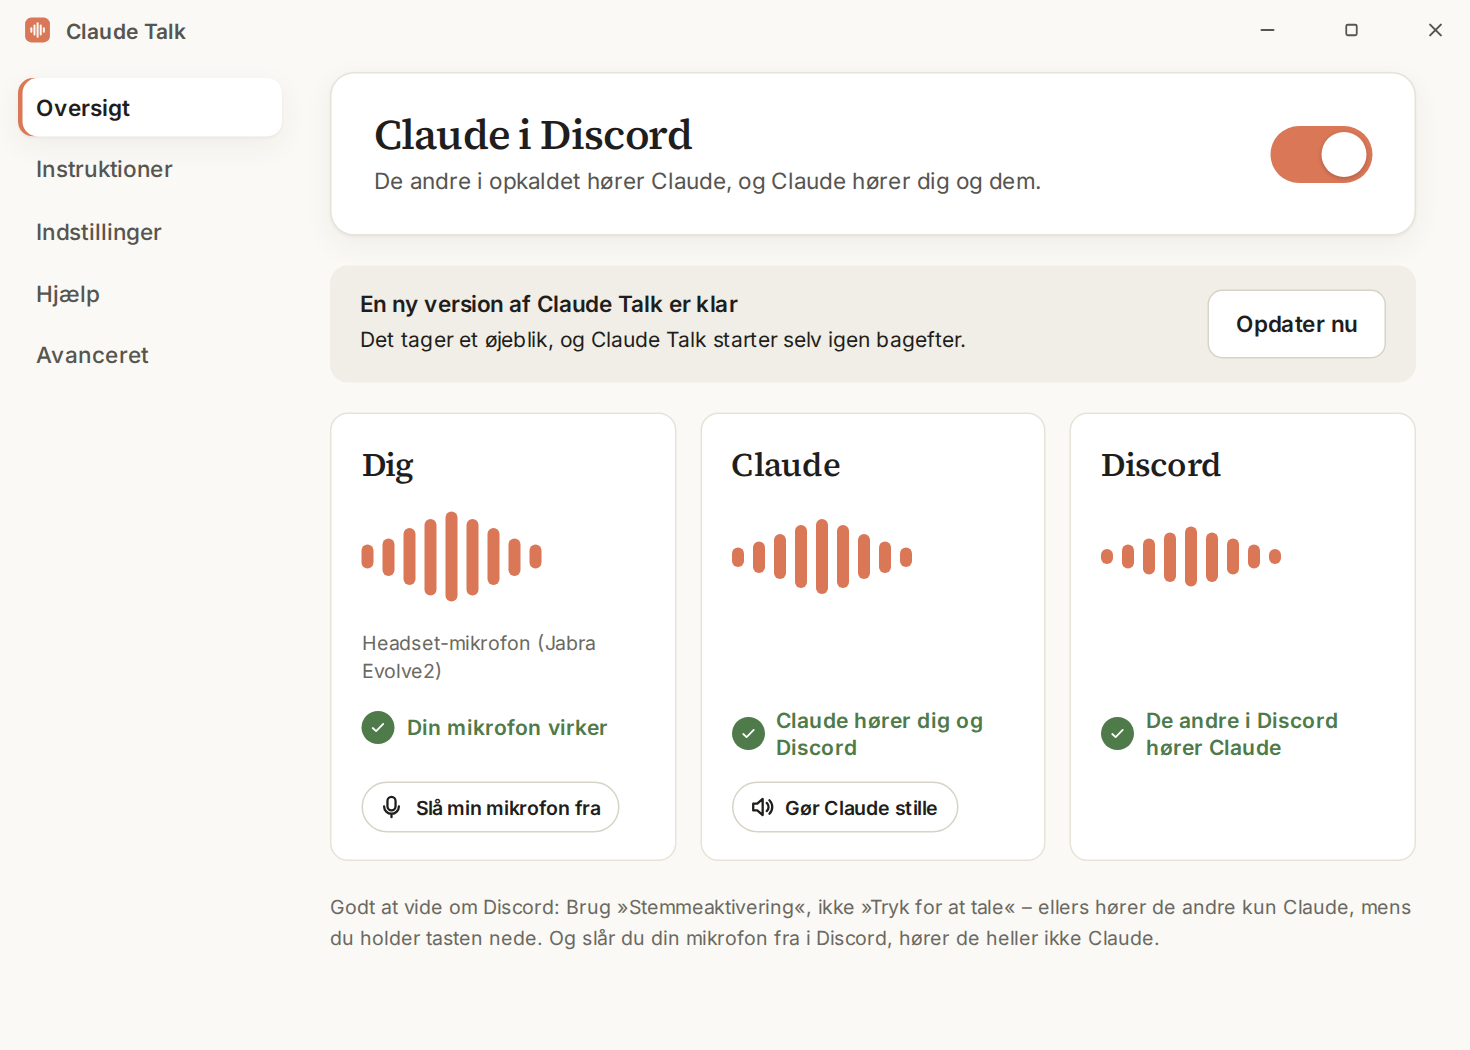 Claude Talk
Oversigt
Instruktioner
Indstillinger
Hjælp
Avanceret
Claude i Discord
De andre i opkaldet hører Claude, og Claude hører dig og dem.
En ny version af Claude Talk er klar
Det tager et øjeblik, og Claude Talk starter selv igen bagefter.
Opdater nu
Dig
Headset-mikrofon (Jabra
Evolve2)
Din mikrofon virker
Slå min mikrofon fra
Claude
Claude hører dig og
Discord
Gør Claude stille
Discord
De andre i Discord
hører Claude
Godt at vide om Discord: Brug »Stemmeaktivering«, ikke »Tryk for at tale« – ellers hører de andre kun Claude, mens
du holder tasten nede. Og slår du din mikrofon fra i Discord, hører de heller ikke Claude.